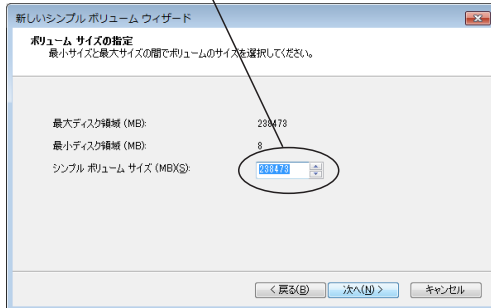 新しいシンプル ボリューム ウィザード
ボリューム サイズの指定
最小サイズと最大サイズの間でボリュームのサイズを選択してください。
最大ディスク領域 (MB): 238473
最小ディスク領域 (MB): 8
シンプル ボリューム サイズ (MB)(S): 238473
< 戻る(B) 次へ(N) > キャンセル